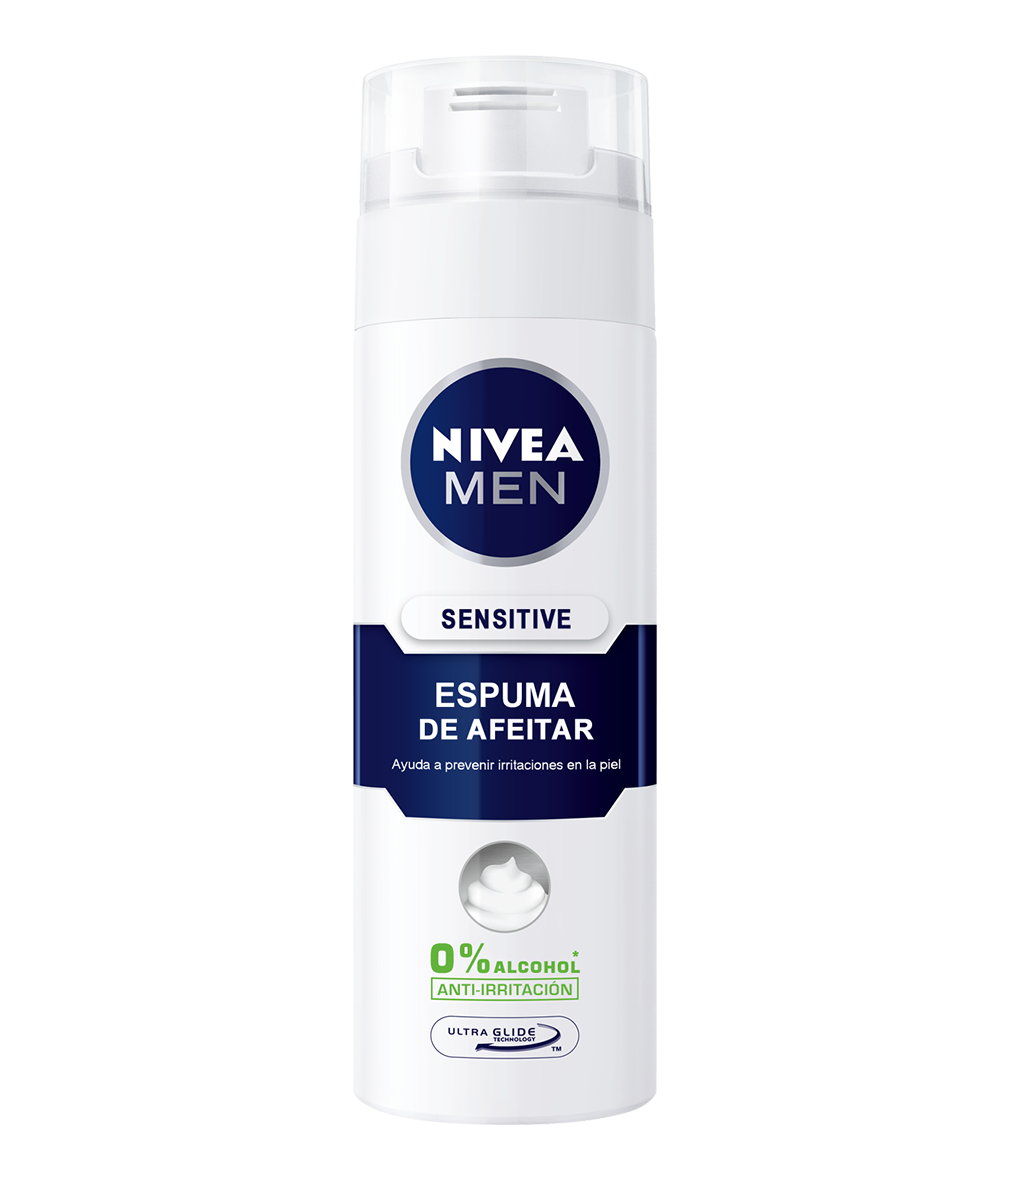 NIVEA
MEN
SENSITIVE
ESPUMA
DE AFEITAR
Ayuda a prevenir irritaciones en la piel
0% ALCOHOL*
ANTI-IRRITACIÓN
ULTRA GLIDE
TECHNOLOGY
TM